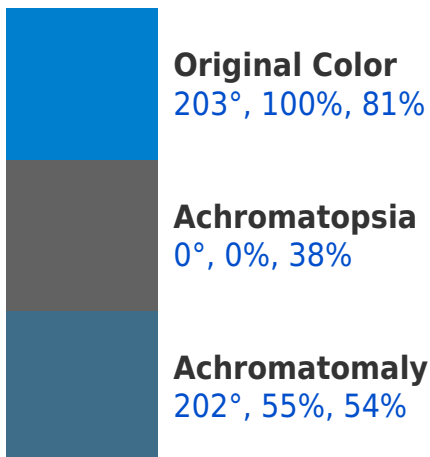 Original Color
203°, 100%, 81%
Achromatopsia
0°, 0%, 38%
Achromatomaly
202°, 55%, 54%